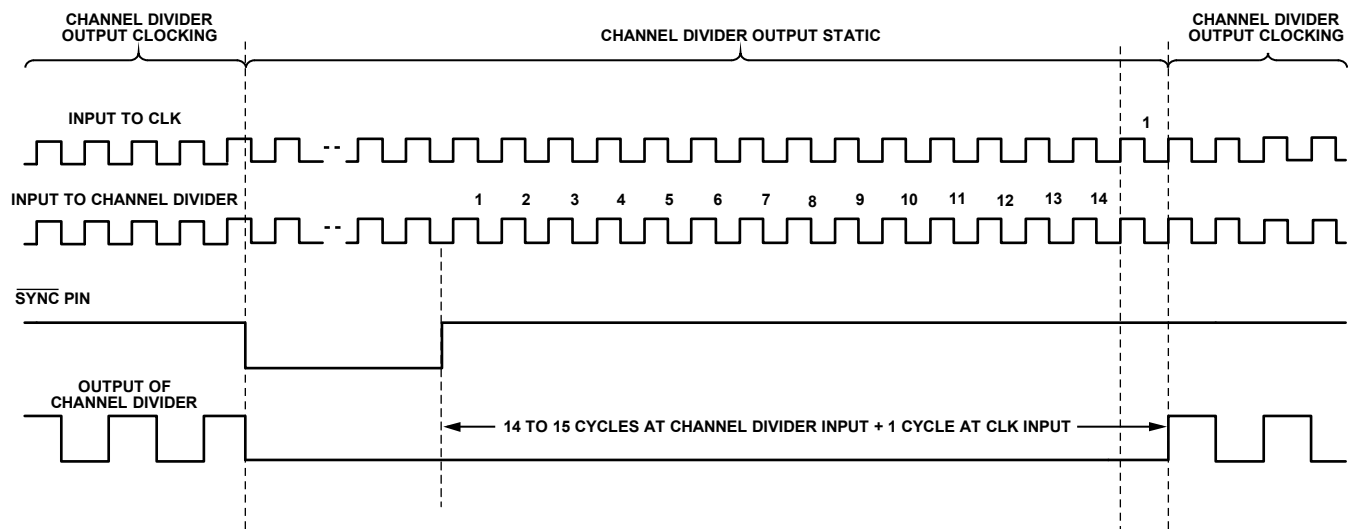 CHANNEL DIVIDER
OUTPUT CLOCKING
CHANNEL DIVIDER OUTPUT STATIC
CHANNEL DIVIDER
OUTPUT CLOCKING
INPUT TO CLK
1
INPUT TO CHANNEL DIVIDER
1 2 3 4 5 6 7 8 9 10 11 12 13 14
SYNC PIN
OUTPUT OF
CHANNEL DIVIDER
14 TO 15 CYCLES AT CHANNEL DIVIDER INPUT + 1 CYCLE AT CLK INPUT